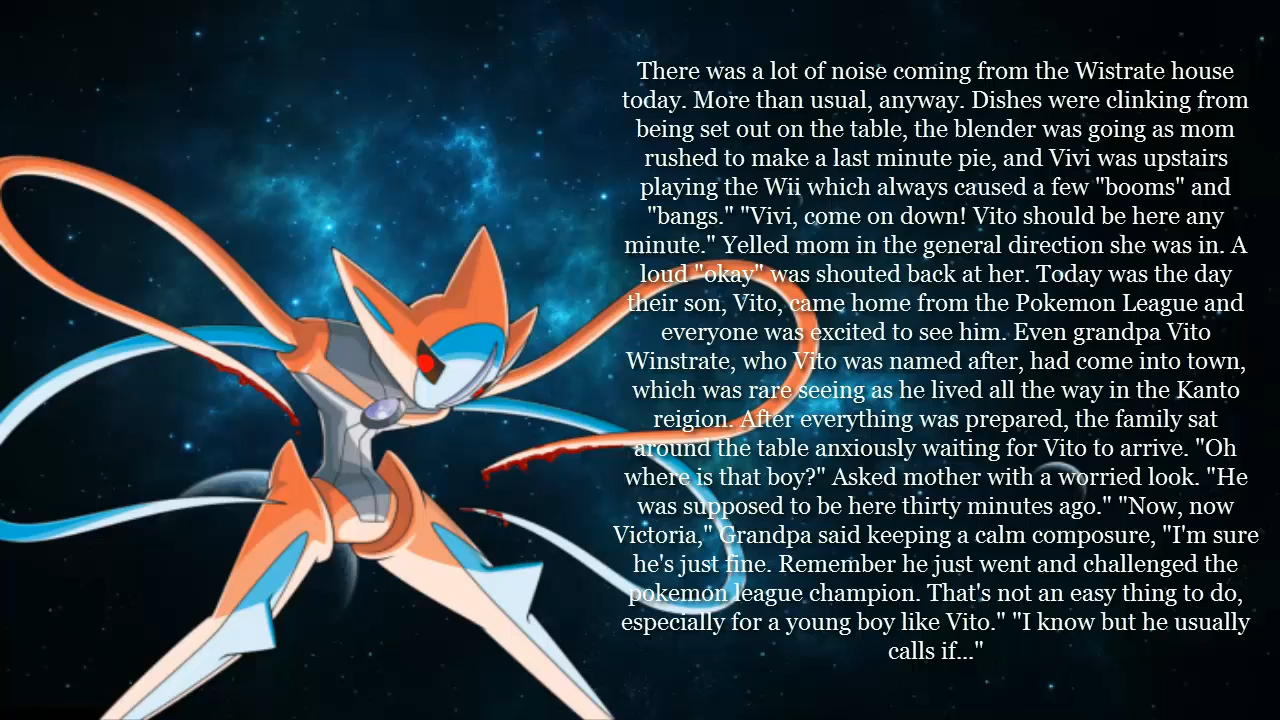 There was a lot of noise coming from the Wistrate house
today. More than usual, anyway. Dishes were clinking from
being set out on the table, the blender was going as mom
rushed to make a last minute pie, and Vivi was upstairs
playing the Wii which always caused a few "booms" and
"bangs." "Vivi, come on down! Vito should be here any
minute." Yelled mom in the general direction she was in. A
loud "okay" was shouted back at her. Today was the day
their son, Vito, came home from the Pokemon League and
everyone was excited to see him. Even grandpa Vito
Winstrate, who Vito was named after, had come into town,
which was rare seeing as he lived all the way in the Kanto
reigion. After everything was prepared, the family sat
around the table anxiously waiting for Vito to arrive. "Oh
where is that boy?" Asked mother with a worried look. "He
was supposed to be here thirty minutes ago." "Now, now
Victoria," Grandpa said keeping a calm composure, "I'm sure
he's just fine. Remember he just went and challenged the
pokemon league champion. That's not an easy thing to do,
especially for a young boy like Vito." "I know but he usually
calls if..."